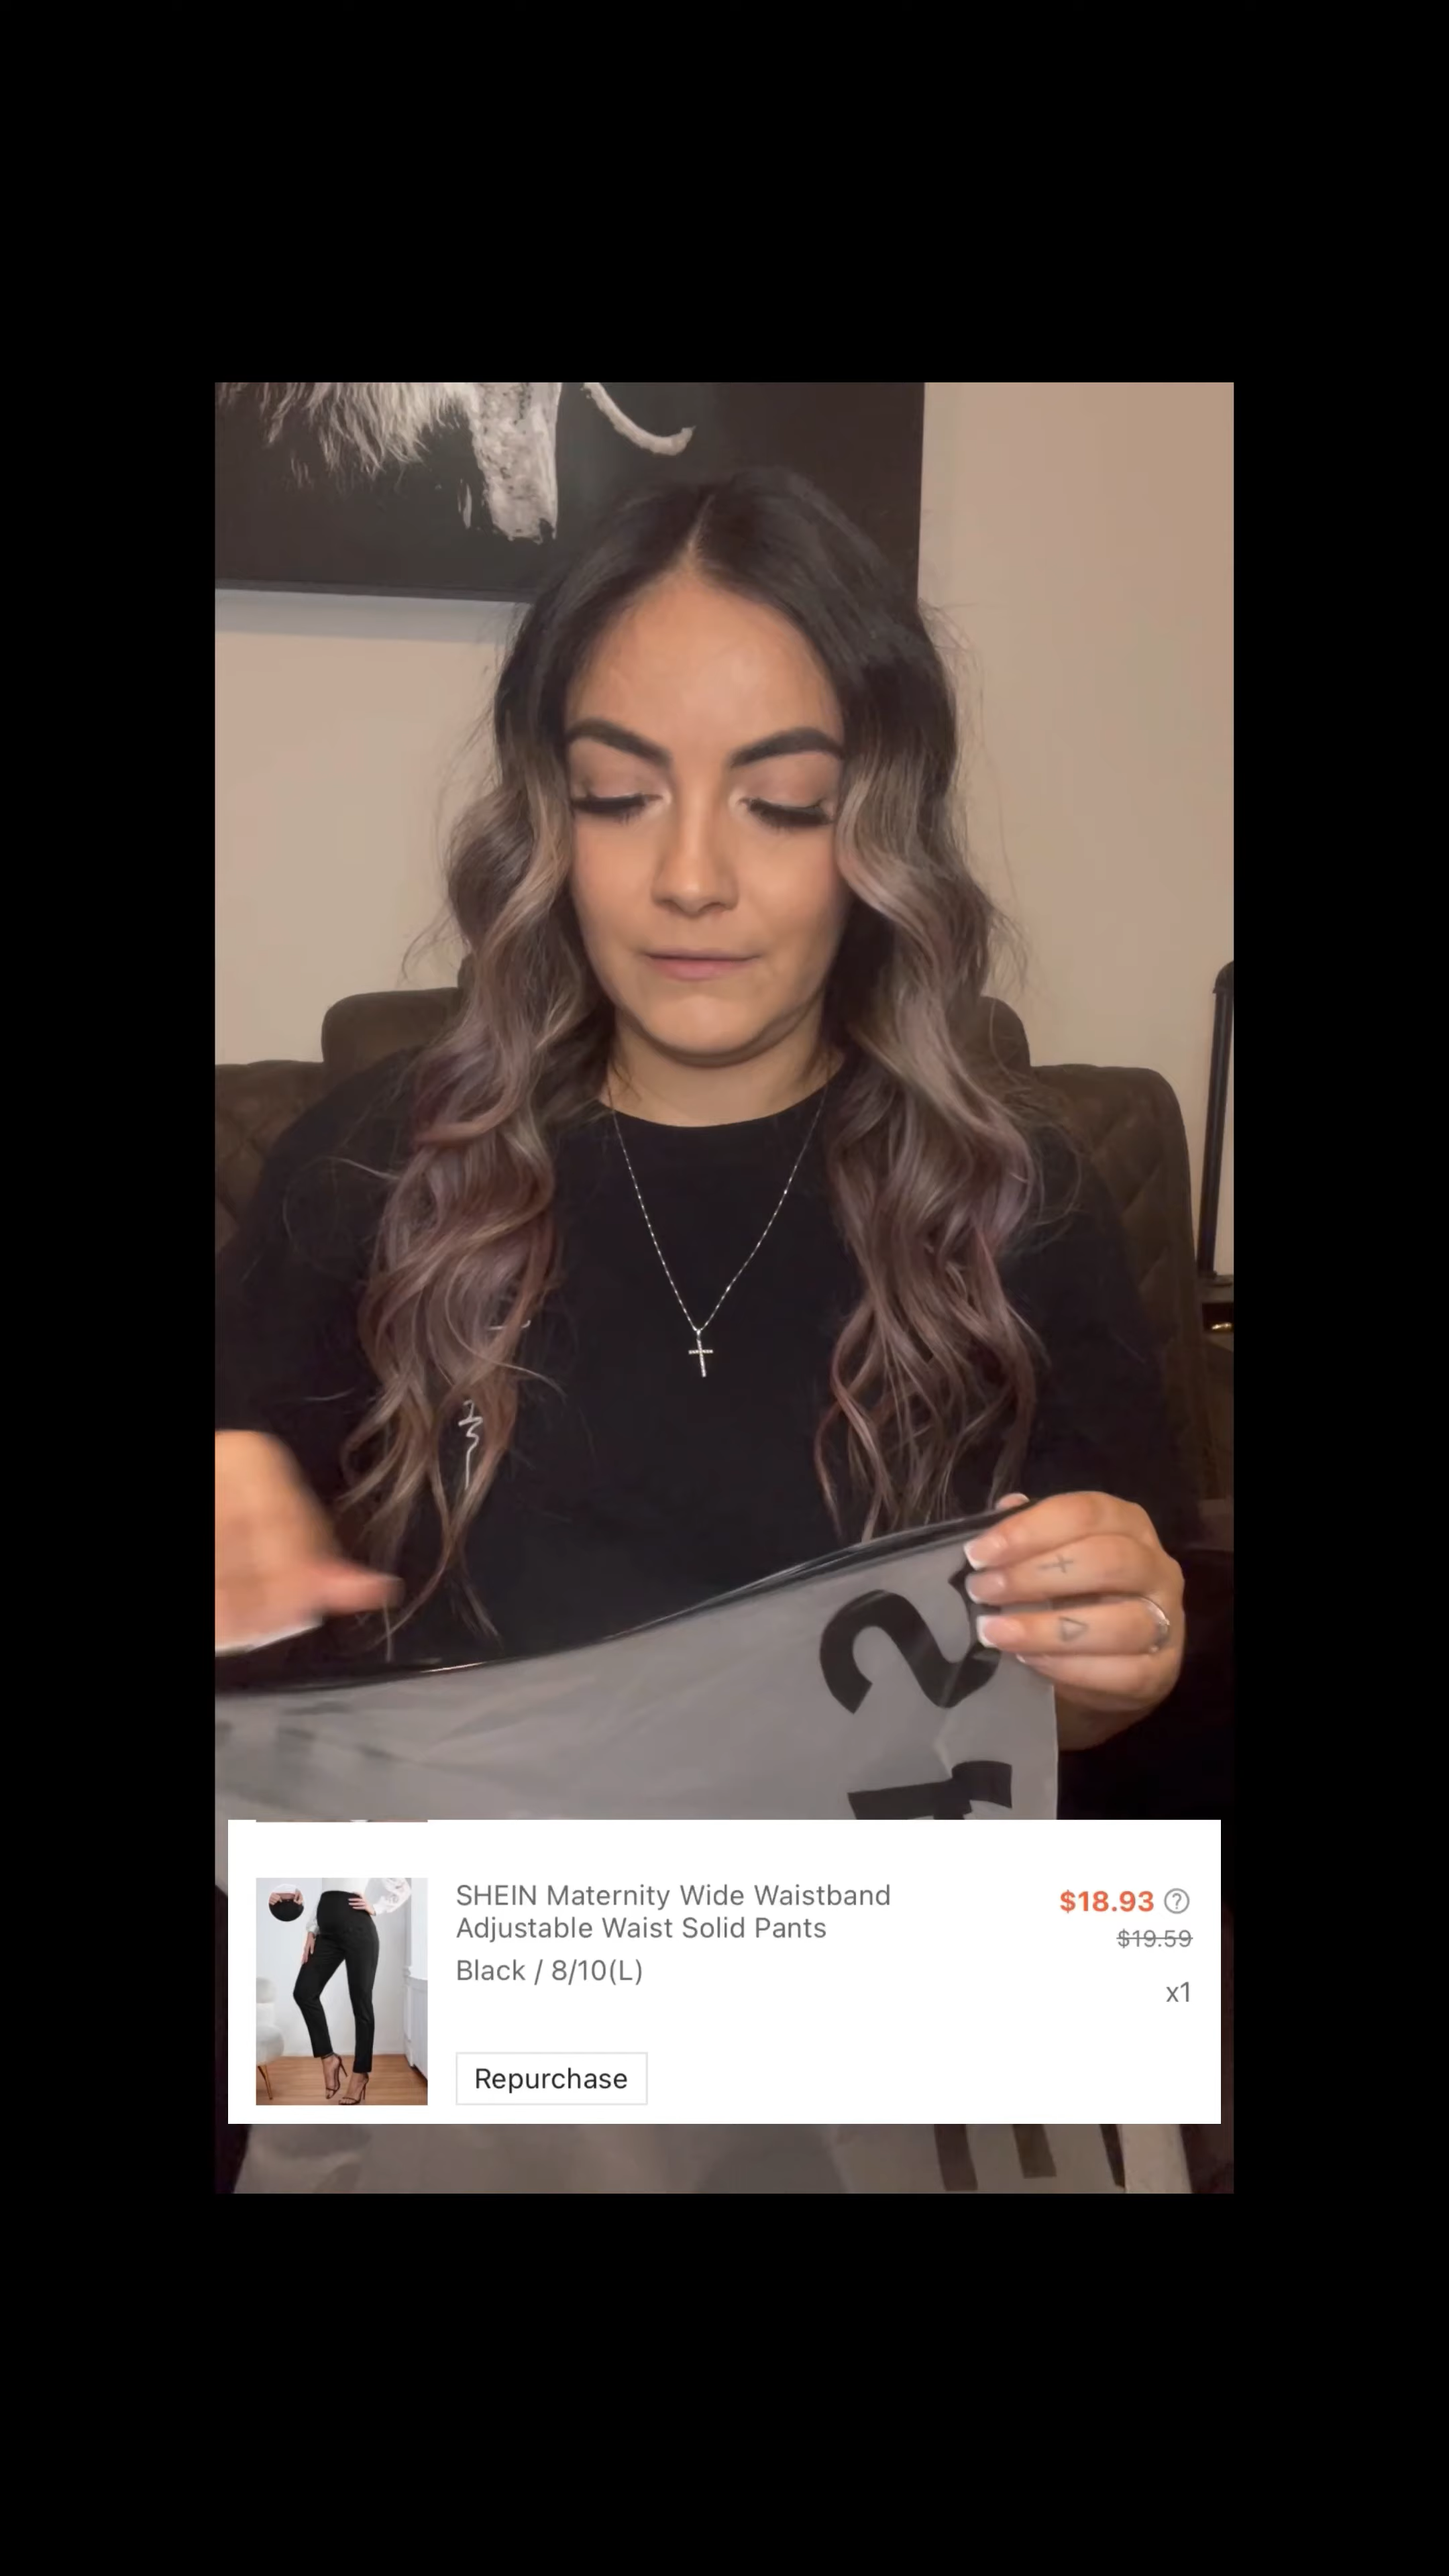 SHEIN Maternity Wide Waistband
Adjustable Waist Solid Pants
Black / 8/10(L)
$18.93 ?
$19.59
x1
Repurchase